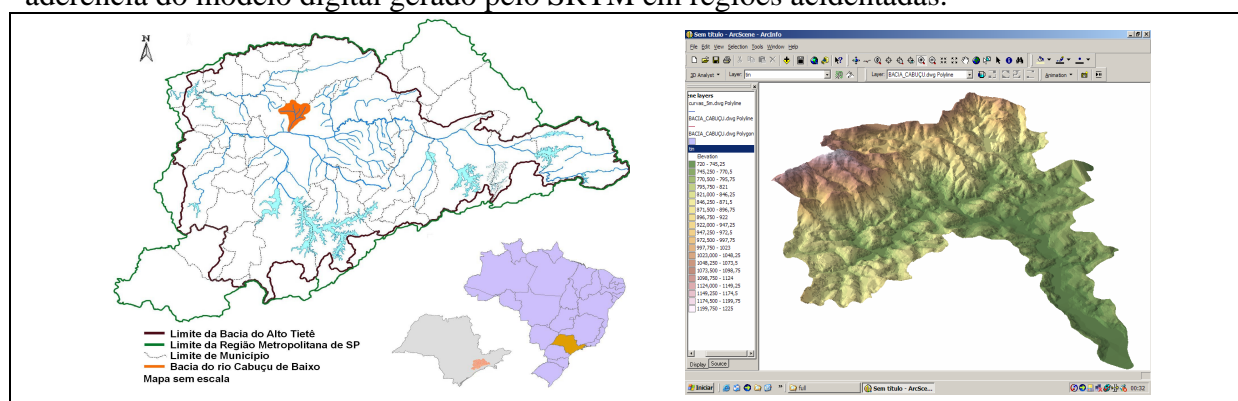 aderência do modelo digital gerado pelo SRTM em regiões acidentadas.
N
Limite da Bacia do Alto Tietê
Limite da Região Metropolitana de SP
Limite de Município
Bacia do rio Cabuçu de Baixo
Mapa sem escala
Sem título - ArcScene - ArcInfo
File Edit View Selection Tools Window Help
3D Analyst Layer: tin Layer: BACIA_CABUÇU.dwg Polyline Animation
ene layers
curvas_5m.dwg Polyline
BACIA_CABUÇU.dwg Polyline
BACIA_CABUÇU.dwg Polygon
tin
Elevation
720 - 745,25
745,250 - 770,5
770,500 - 795,75
795,750 - 821
821,000 - 846,25
846,250 - 871,5
871,500 - 896,75
896,750 - 922
922,000 - 947,25
947,250 - 972,5
972,500 - 997,75
997,750 - 1023
1023,000 - 1048,25
1048,250 - 1073,5
1073,500 - 1098,75
1098,750 - 1124
1124,000 - 1149,25
1149,250 - 1174,5
1174,500 - 1199,75
1199,750 - 1225
Display Source
Iniciar full Sem título - ArcSce... 00:32